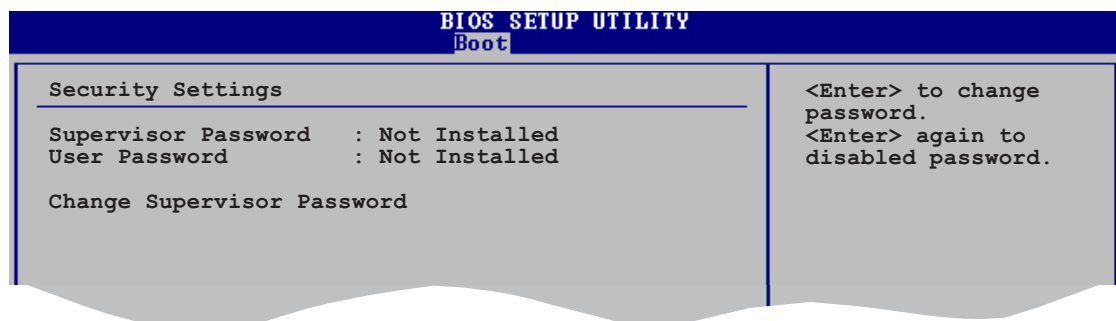 BIOS SETUP UTILITY
Boot
Security Settings
Supervisor Password : Not Installed
User Password : Not Installed
Change Supervisor Password
<Enter> to change
password.
<Enter> again to
disabled password.